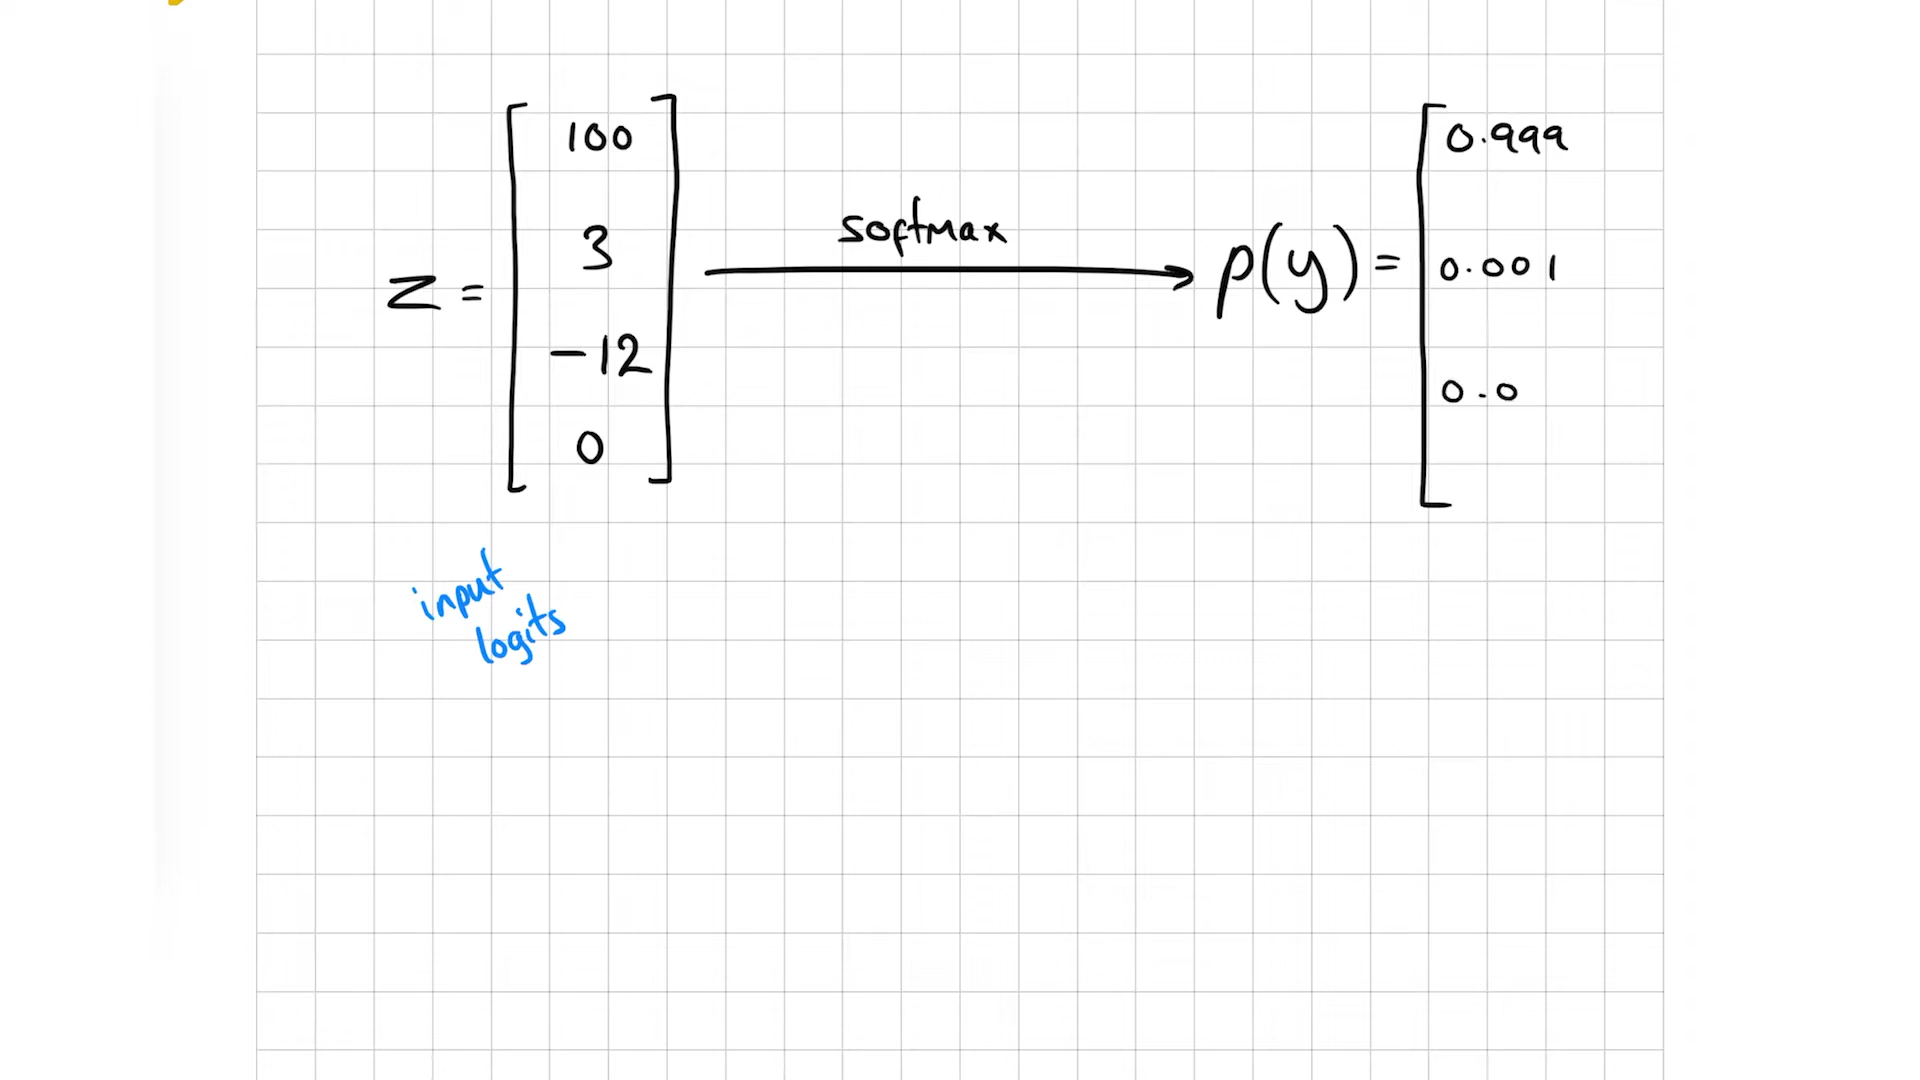 z = [ 100
3
-12
0 ]
softmax
p(y) = [ 0.999
0.001
0.0
input
logits